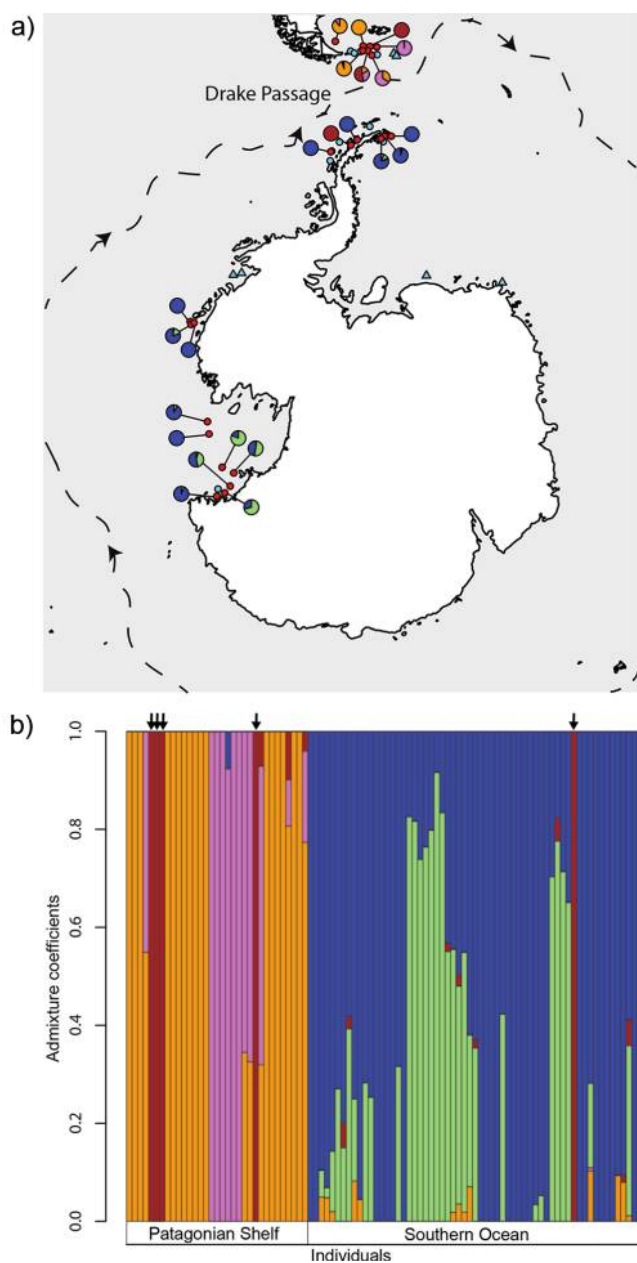 a)
Drake Passage
b)
Admixture coefficients
1.0
0.8
0.6
0.4
0.2
0.0
Patagonian Shelf
Southern Ocean
Individuals